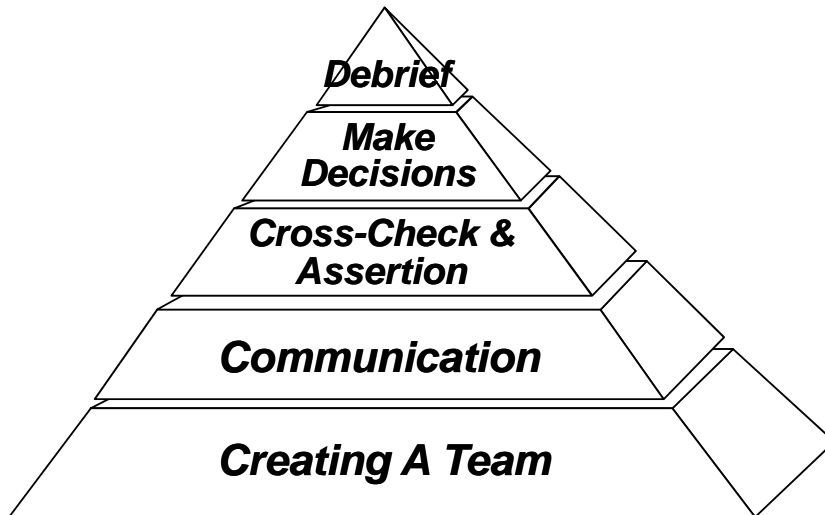 Debrief
Make
Decisions
Cross-Check &
Assertion
Communication
Creating A Team